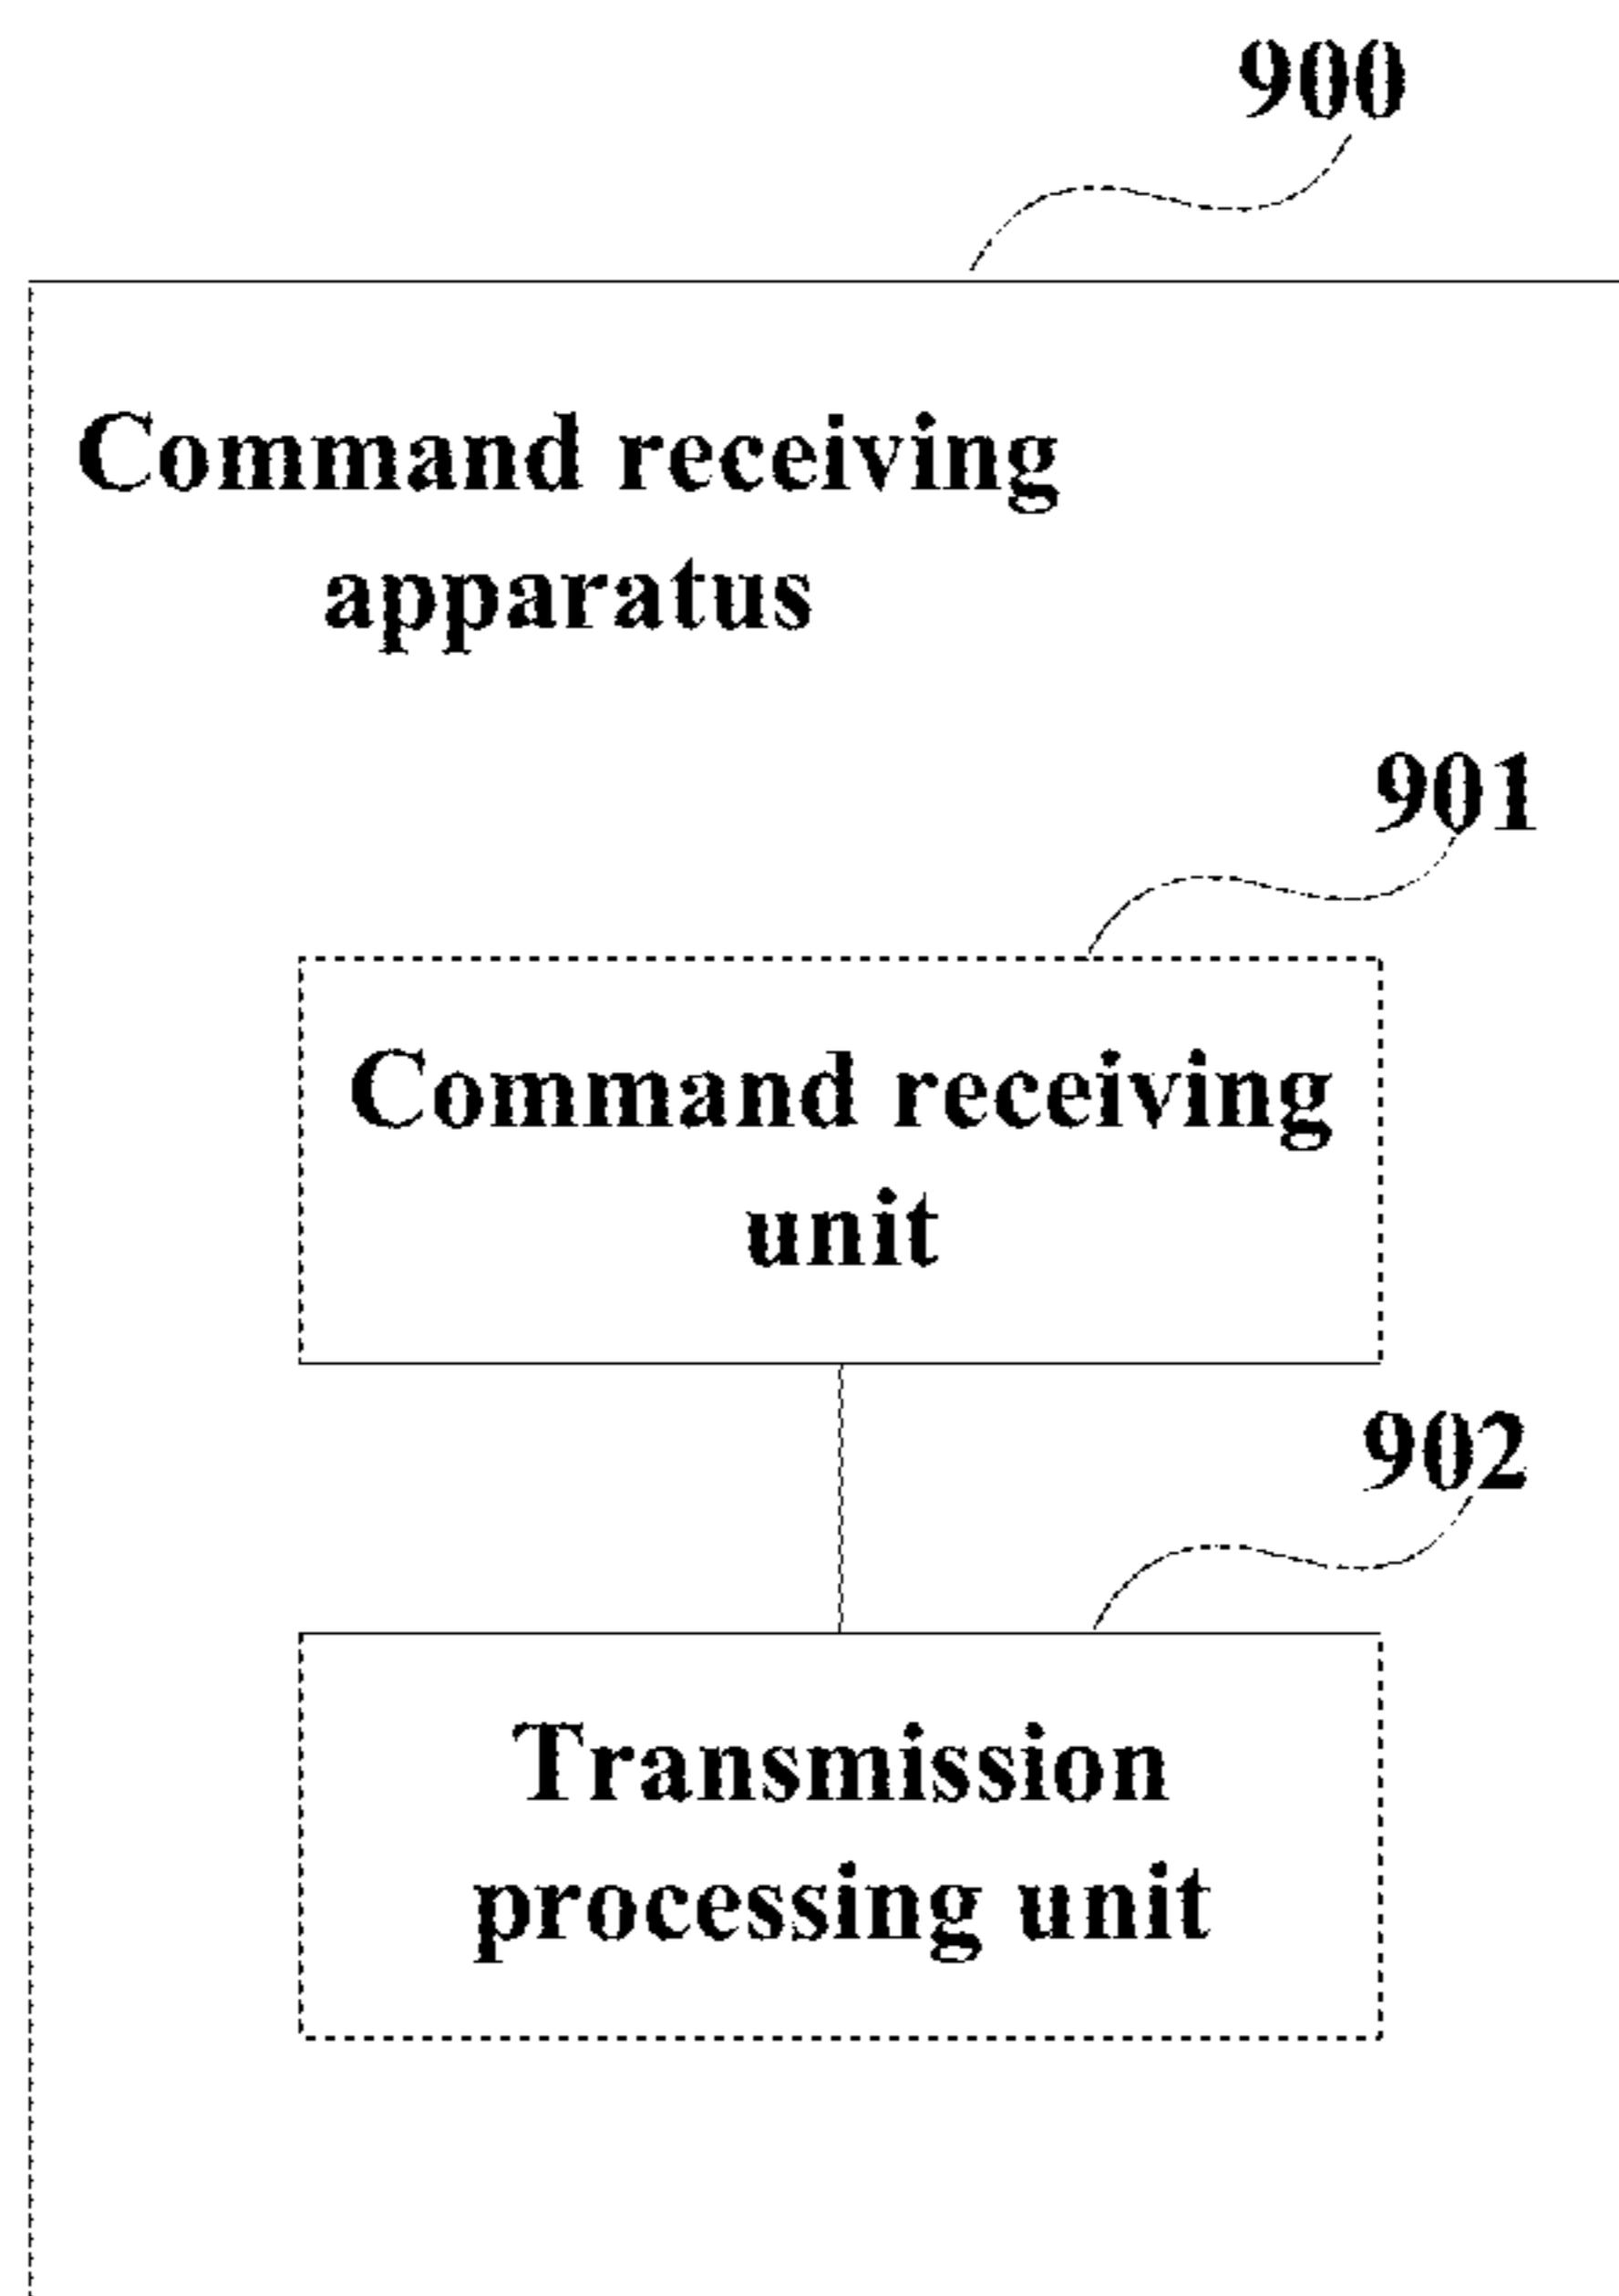 900
Command receiving
apparatus
901
Command receiving
unit
902
Transmission
processing unit